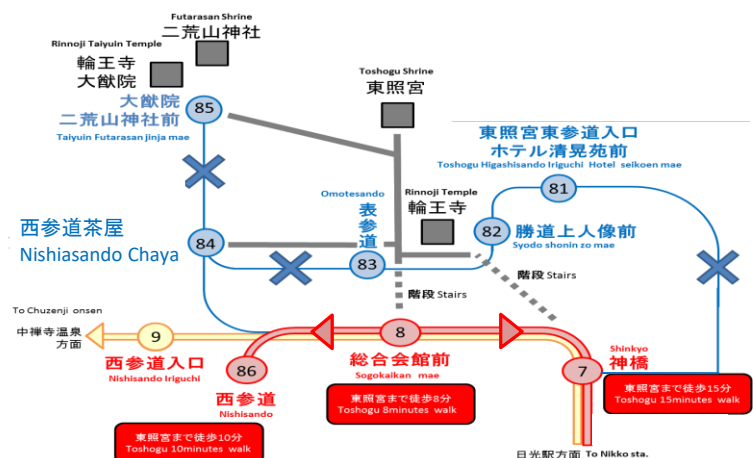 Futarasan Shrine
二荒山神社
Rinnoji Taiyuin Temple
輪王寺
大猷院
Toshogu Shrine
東照宮
大猷院
二荒山神社前
Taiyuin Futarasan jinja mae
85
東照宮東参道入口
ホテル清晃苑前
Toshogu Higashisando Iriguchi Hotel seikoen mae
81
Omotesando
表参道
83
Rinnoji Temple
輪王寺
82
勝道上人像前
Syodo shonin zo mae
西参道茶屋
Nishiasando Chaya
84
階段 Stairs
階段 Stairs
To Chuzenji onsen
中禅寺温泉
方面
9
西参道入口
Nishisando Iriguchi
86
西参道
Nishisando
8
総合会館前
Sogokaikan mae
Shinkyo
神橋
7
東照宮まで徒歩8分
Toshogu 8minutes walk
東照宮まで徒歩15分
Toshogu 15minutes walk
東照宮まで徒歩10分
Toshogu 10minutes walk
日光駅方面 To Nikko sta.